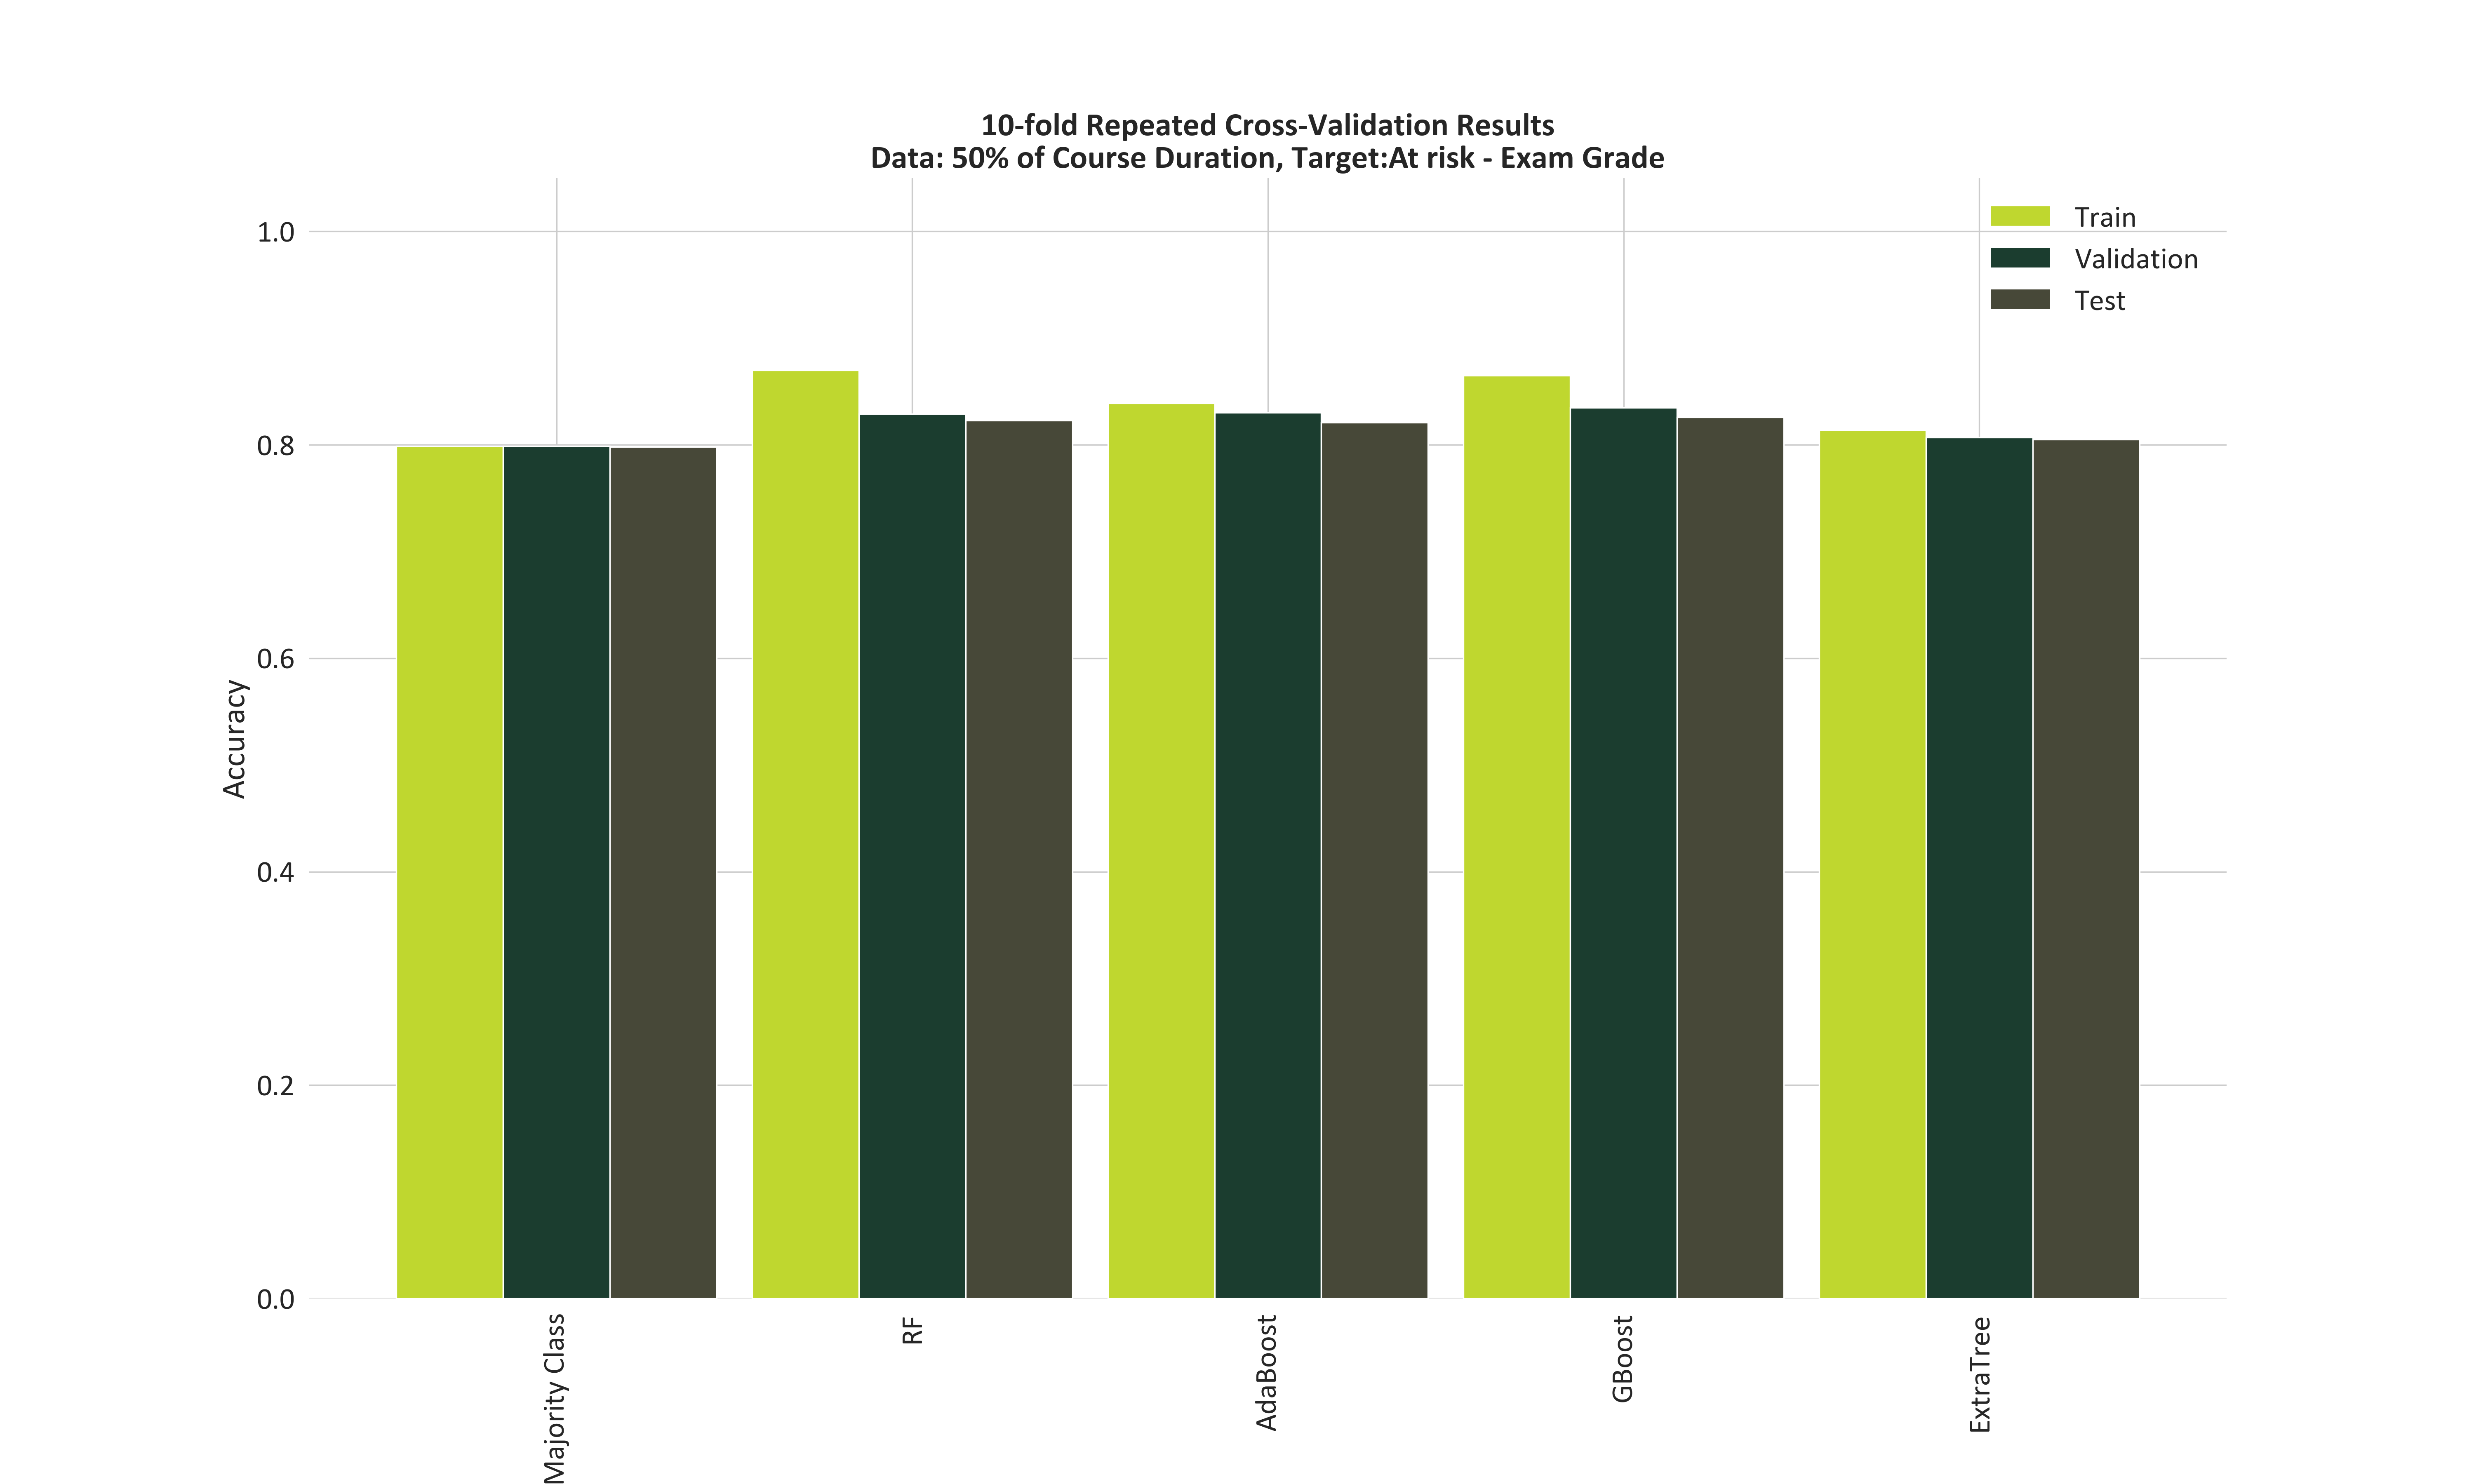 10-fold Repeated Cross-Validation Results
Data: 50% of Course Duration, Target:At risk - Exam Grade
Train
Validation
Test
Accuracy
1.0
0.8
0.6
0.4
0.2
0.0
Majority Class
RF
AdaBoost
GBoost
ExtraTree